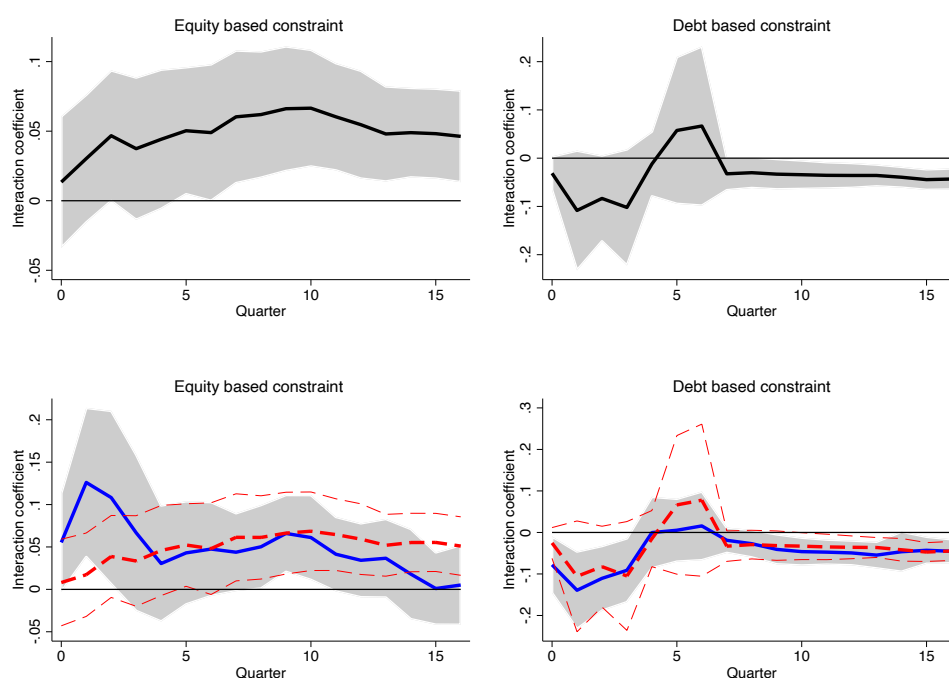 Equity based constraint
Interaction coefficient
.1
.05
0
-.05
0 5 10 15
Quarter
Debt based constraint
Interaction coefficient
.2
.1
0
-.1
-.2
0 5 10 15
Quarter
Equity based constraint
Interaction coefficient
.2
.15
.1
.05
0
-.05
0 5 10 15
Quarter
Debt based constraint
Interaction coefficient
.3
.2
.1
0
-.1
-.2
0 5 10 15
Quarter